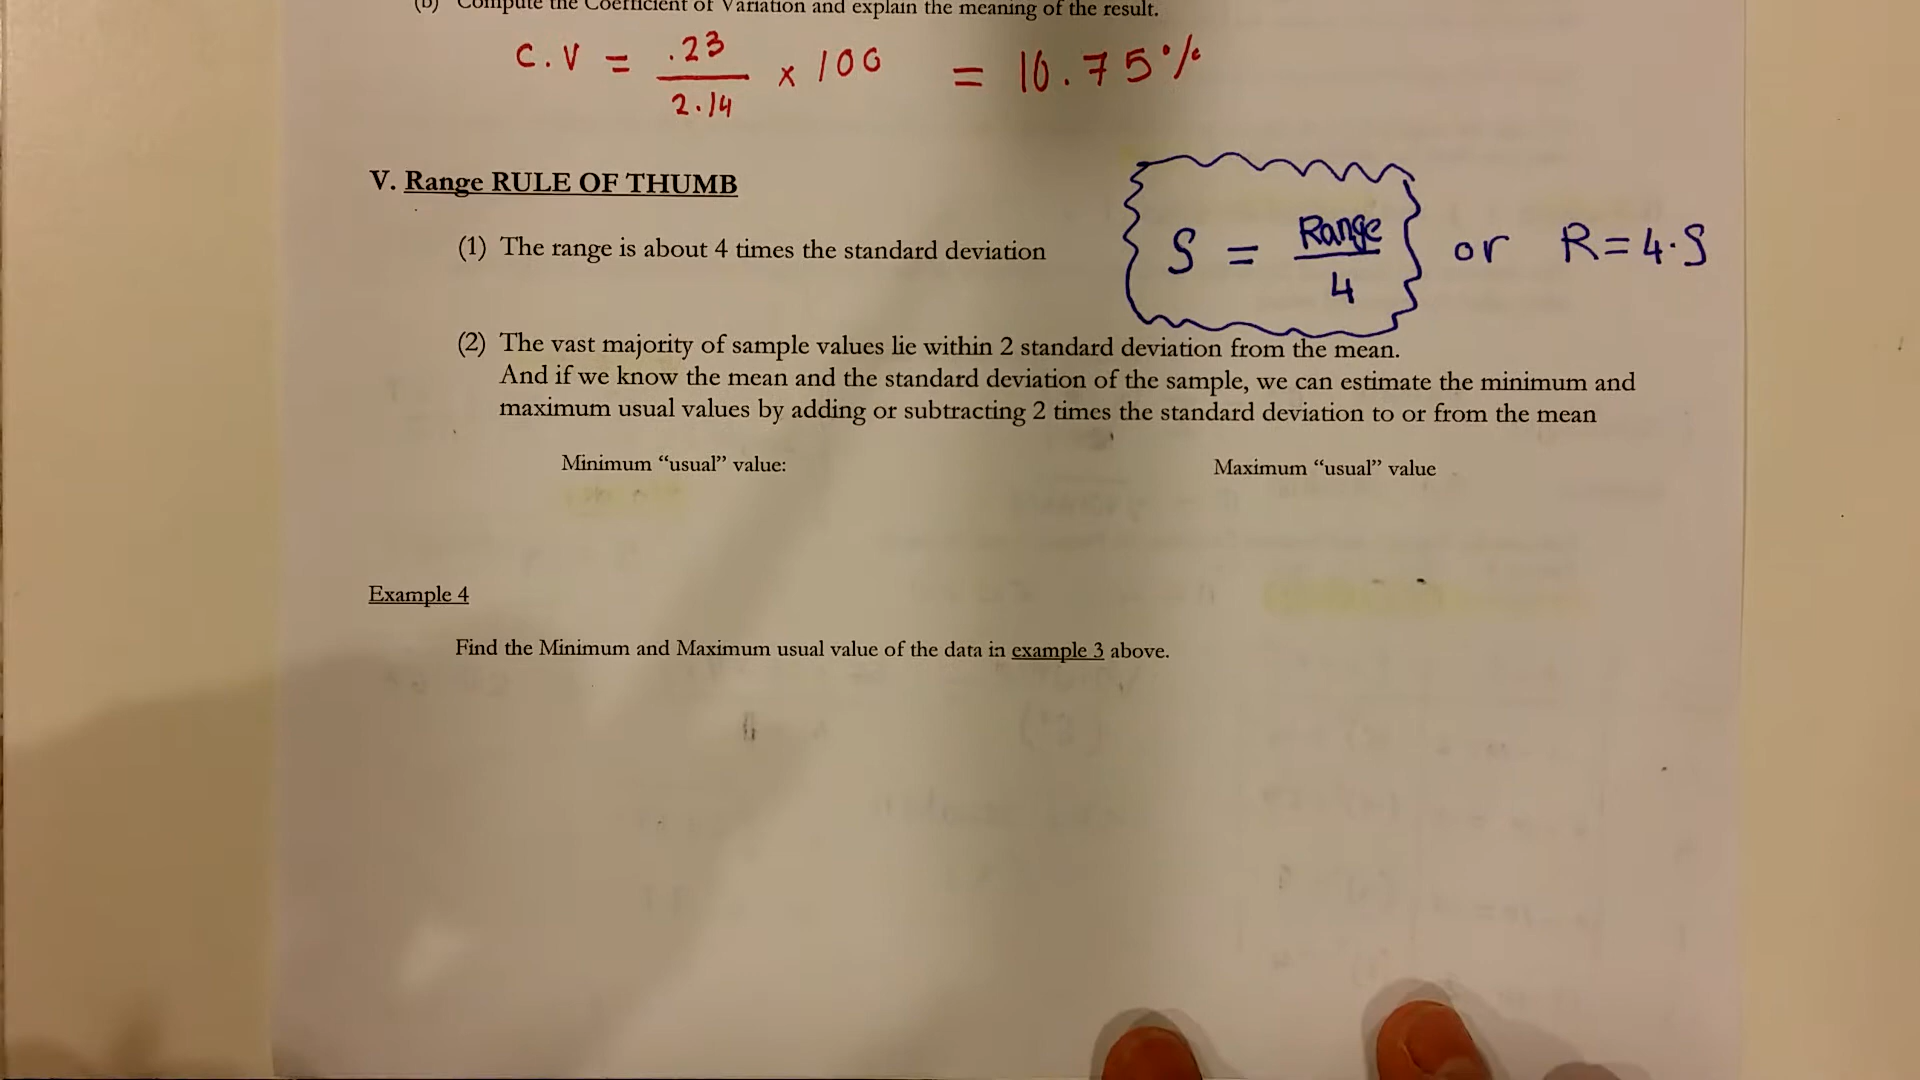 (b) Compute the Coefficient of Variation and explain the meaning of the result.
C.V = .23 / 2.14 x 100 = 10.75%
V. Range RULE OF THUMB
(1) The range is about 4 times the standard deviation
S = Range / 4 or R = 4·S
(2) The vast majority of sample values lie within 2 standard deviation from the mean.
And if we know the mean and the standard deviation of the sample, we can estimate the minimum and
maximum usual values by adding or subtracting 2 times the standard deviation to or from the mean
Minimum “usual” value: Maximum “usual” value
Example 4
Find the Minimum and Maximum usual value of the data in example 3 above.